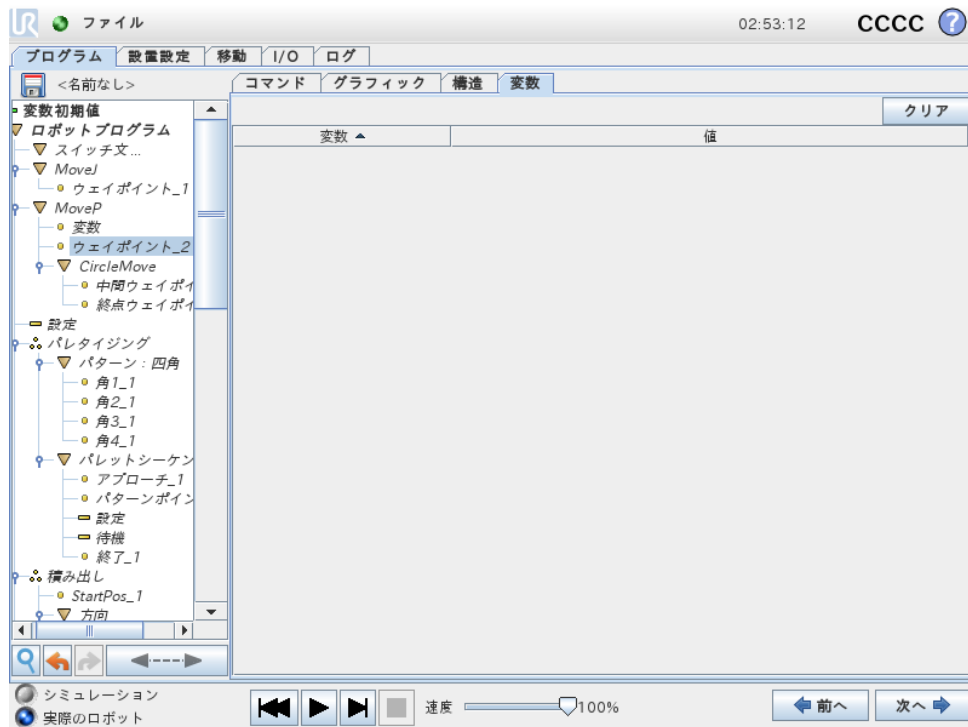 UR ファイル 02:53:12 CCCC ?
プログラム 設置設定 移動 I/O ログ
<名前なし> コマンド グラフィック 構造 変数
クリア
変数 値
変数初期値
ロボットプログラム
スイッチ文...
MoveJ
ウェイポイント_1
MoveP
変数
ウェイポイント_2
CircleMove
中間ウェイポイ
終点ウェイポイ
設定
パレタイジング
パターン : 四角
角1_1
角2_1
角3_1
角4_1
パレットシーケン
アプローチ_1
パターンポイン
設定
待機
終了_1
積み出し
StartPos_1
方向
シミュレーション
実際のロボット
速度 100% 前へ 次へ